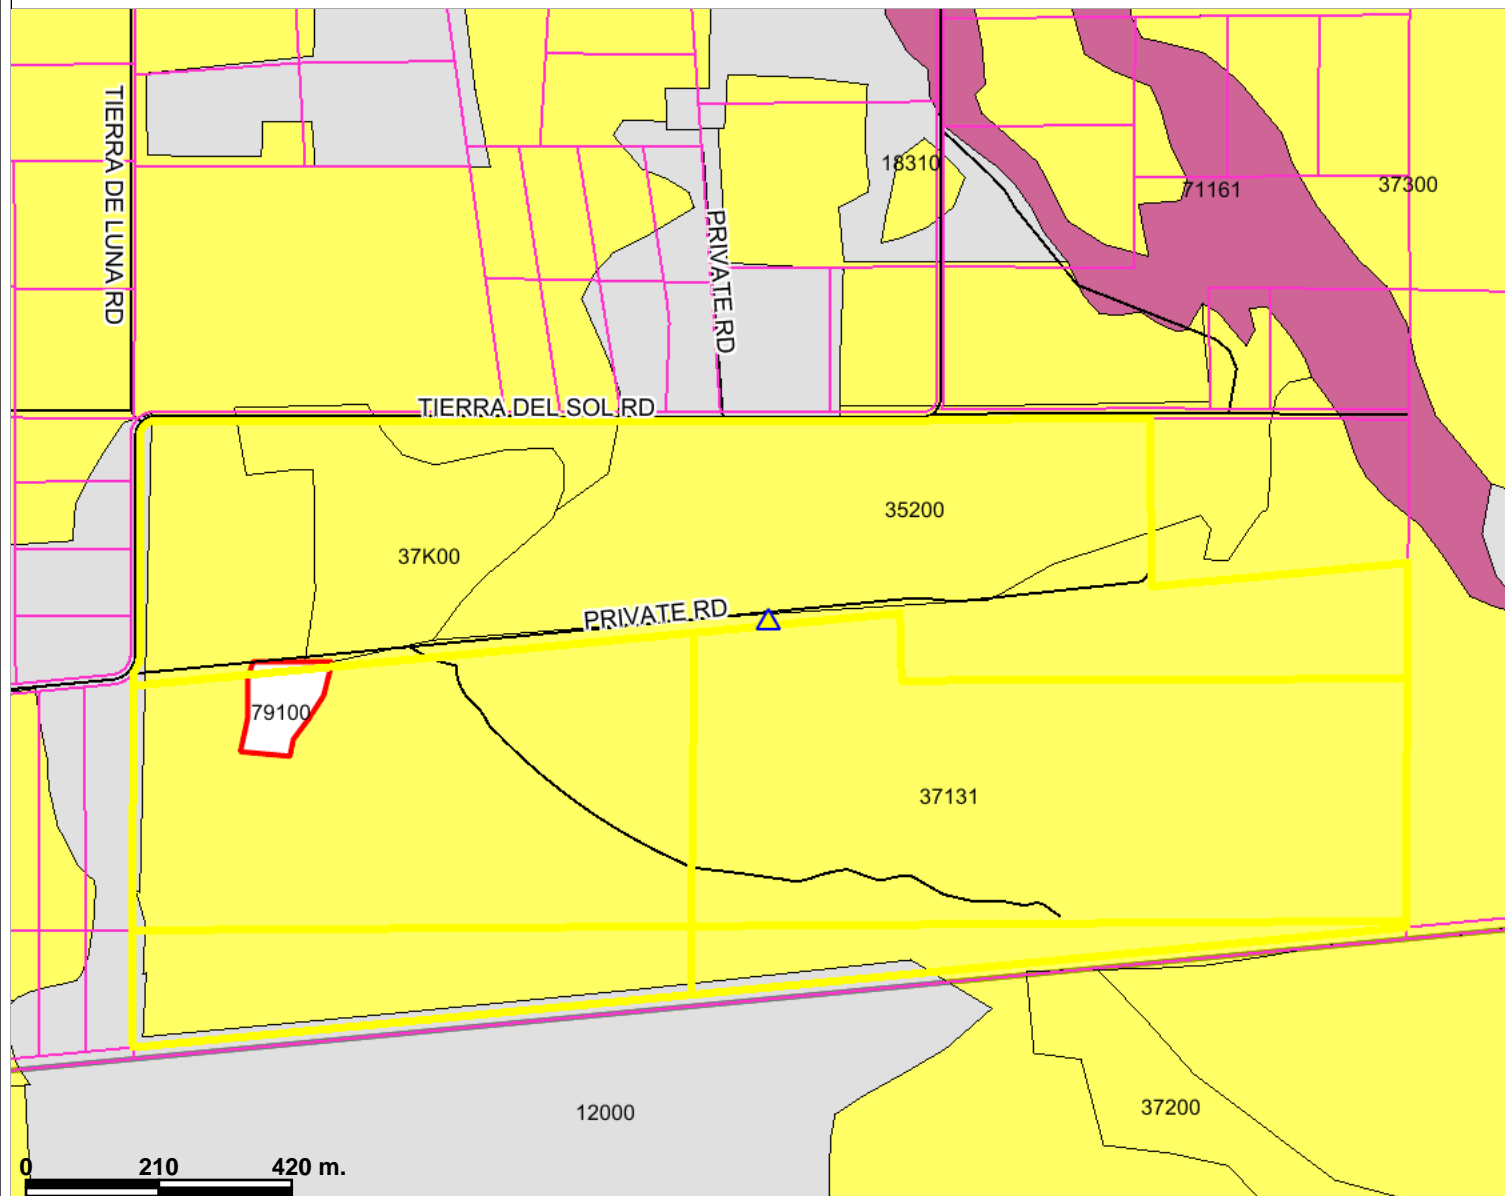 TIERRA DE LUNA RD
18310
71161
37300
PRIVATE RD
TIERRA DEL SOL RD
35200
37K00
PRIVATE RD
79100
37131
12000
37200
0 210 420 m.